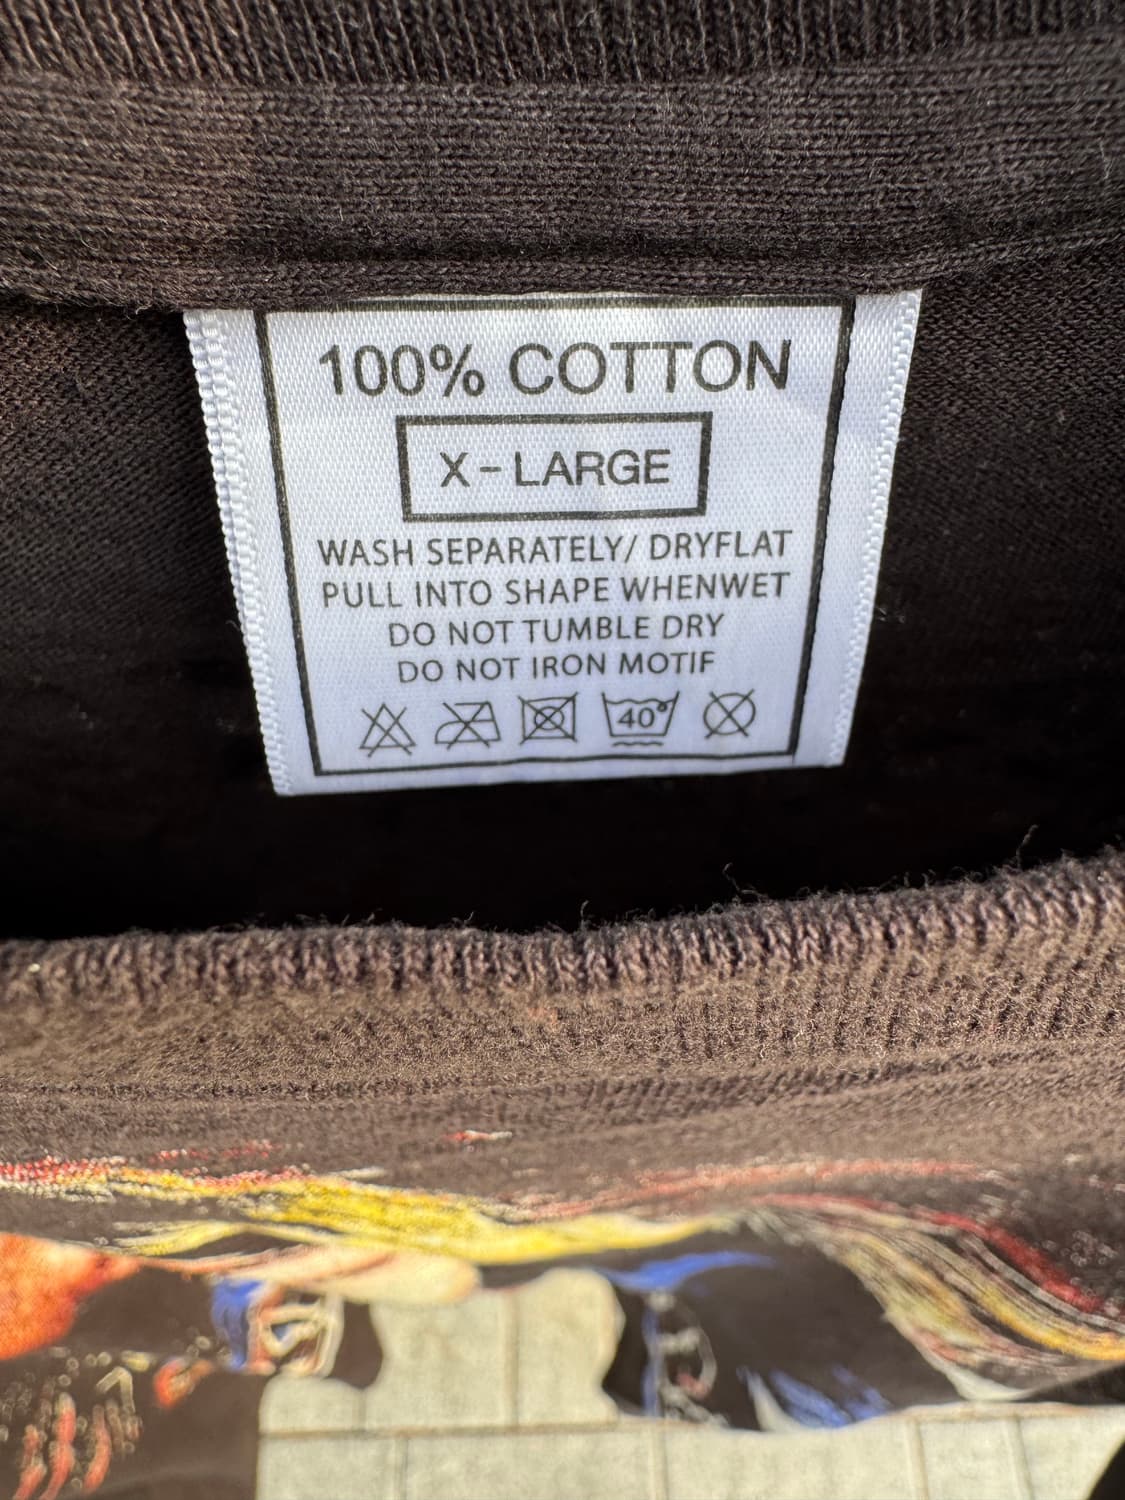 100% COTTON
X-LARGE
WASH SEPARATELY/ DRYFLAT
PULL INTO SHAPE WHENWET
DO NOT TUMBLE DRY
DO NOT IRON MOTIF
40°